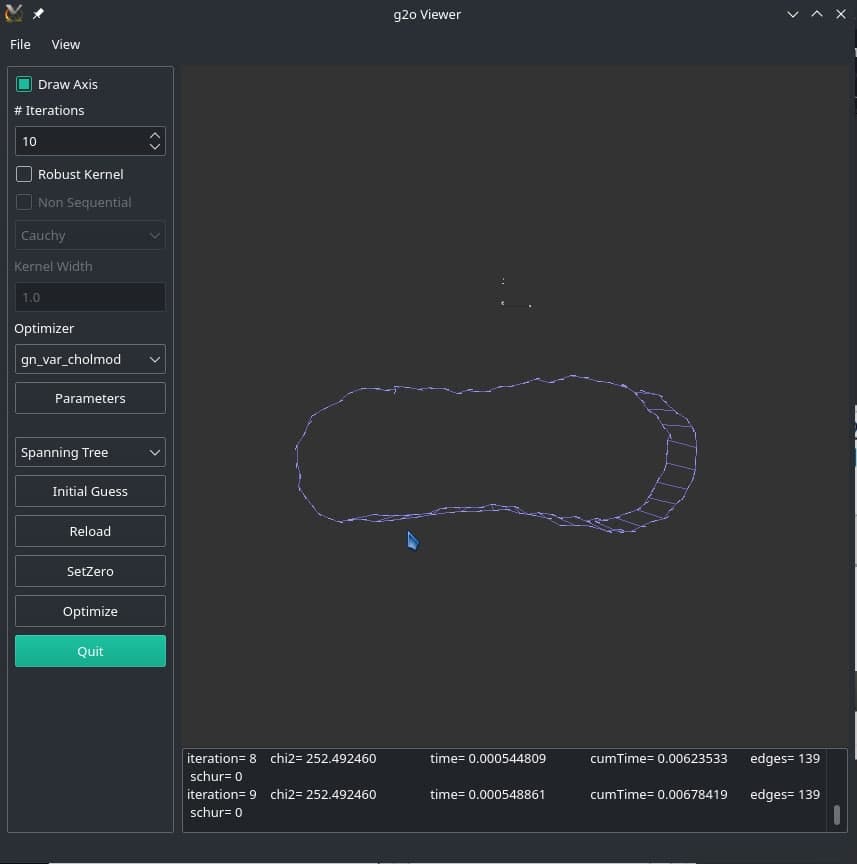 g2o Viewer
File View
Draw Axis
# Iterations
10
Robust Kernel
Non Sequential
Cauchy
Kernel Width
1.0
Optimizer
gn_var_cholmod
Parameters
Spanning Tree
Initial Guess
Reload
SetZero
Optimize
Quit
iteration= 8 chi2= 252.492460 time= 0.000544809 cumTime= 0.00623533 edges= 139
schur= 0
iteration= 9 chi2= 252.492460 time= 0.000548861 cumTime= 0.00678419 edges= 139
schur= 0